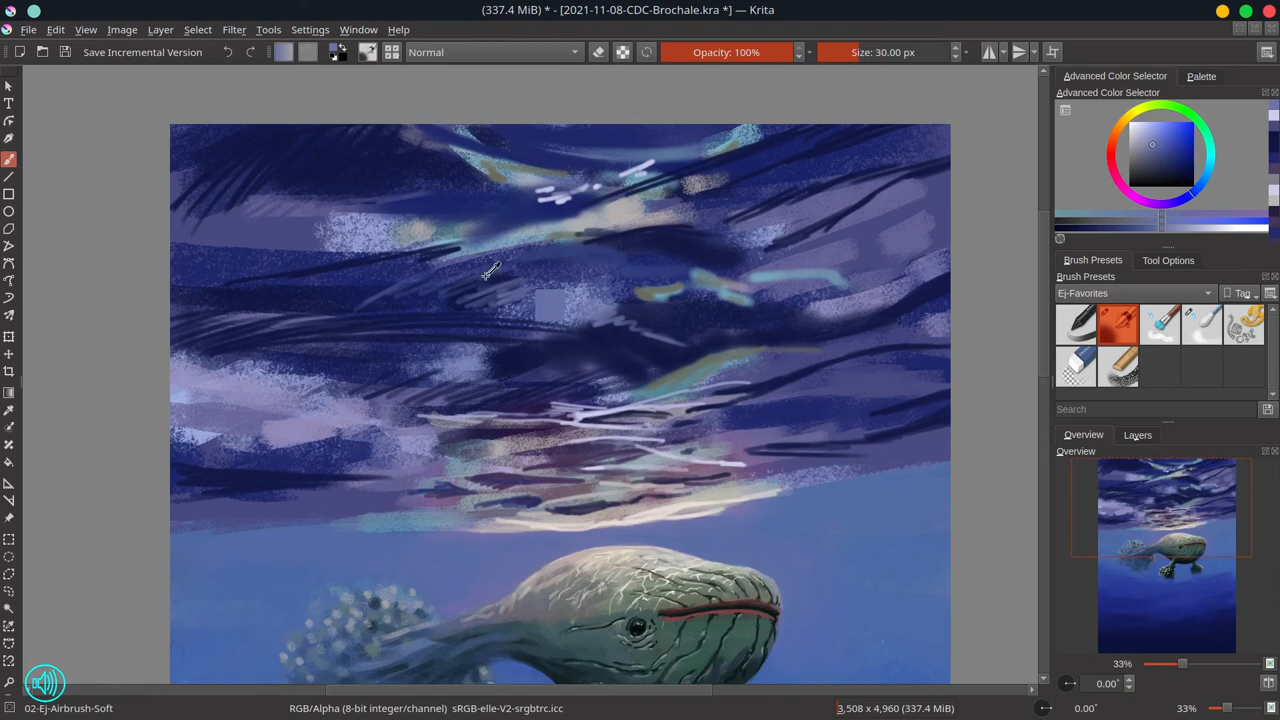 (337.4 MiB) * - [2021-11-08-CDC-Brochale.kra *] — Krita
File Edit View Image Layer Select Filter Tools Settings Window Help
Save Incremental Version Normal Opacity: 100% Size: 30.00 px
Advanced Color Selector Palette
Advanced Color Selector
Brush Presets Tool Options
Brush Presets
Ej-Favorites Tag
Search
Overview Layers
Overview
33%
0.00°
02-Ej-Airbrush-Soft RGB/Alpha (8-bit integer/channel) sRGB-elle-V2-srgbtrc.icc 3,508 x 4,960 (337.4 MiB) 0.00° 33%